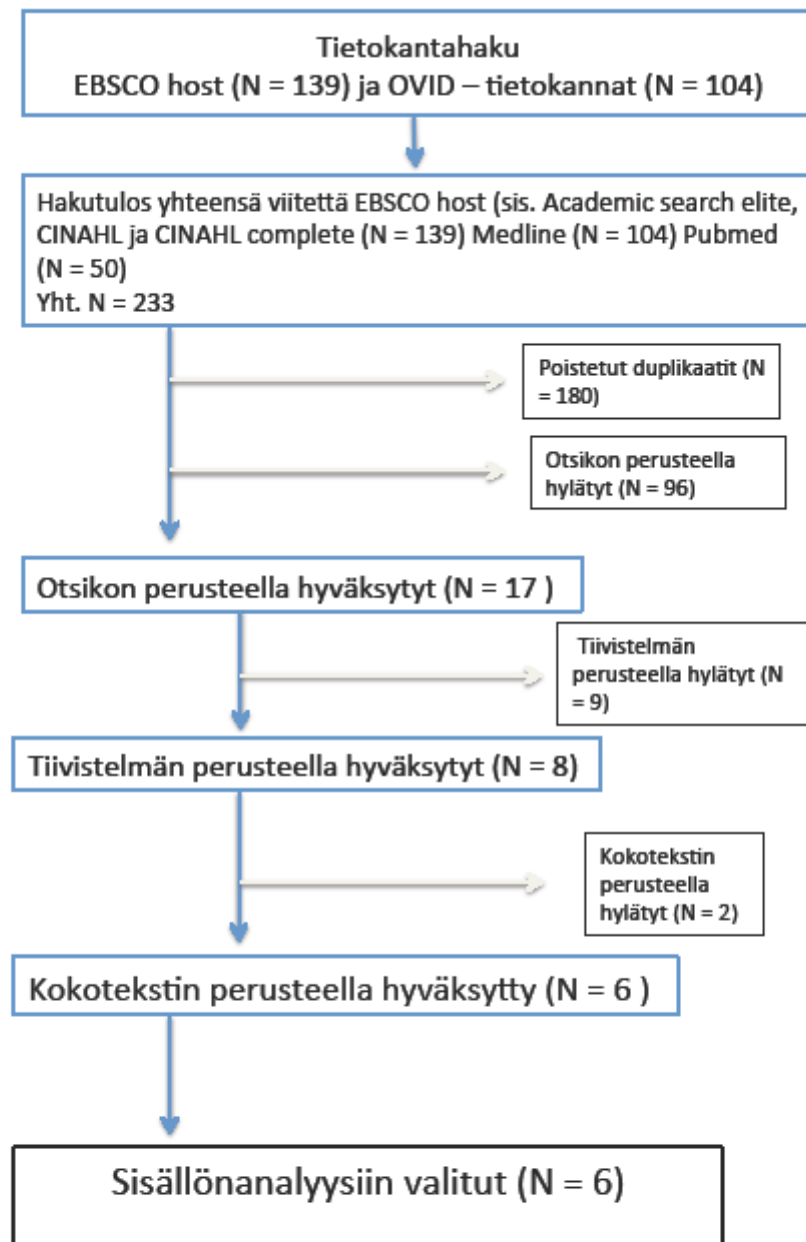 Tietokantahaku
EBSCO host (N = 139) ja OVID – tietokannat (N = 104)
Hakutulos yhteensä viitettä EBSCO host (sis. Academic search elite,
CINAHL ja CINAHL complete (N = 139) Medline (N = 104) Pubmed
(N = 50)
Yht. N = 233
Poistetut duplikaatit (N
= 180)
Otsikon perusteella
hylätyt (N = 96)
Otsikon perusteella hyväksytyt (N = 17 )
Tiivistelmän
perusteella hylätyt (N
= 9)
Tiivistelmän perusteella hyväksytyt (N = 8)
Kokotekstin
perusteella
hylätyt (N = 2)
Kokotekstin perusteella hyväksytty (N = 6 )
Sisällönanalyysiin valitut (N = 6)